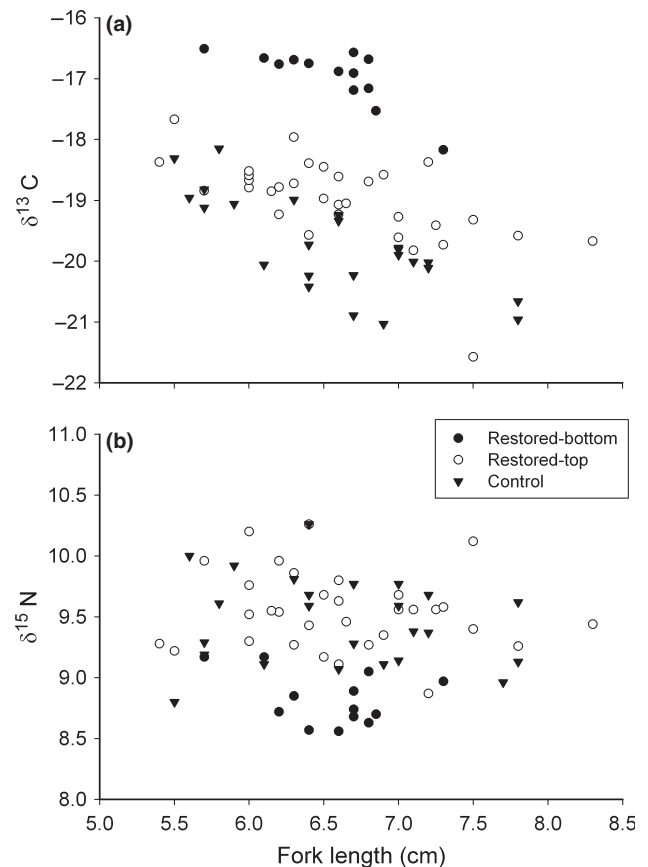 (a)
–16
–17
–18
–19
–20
–21
–22
δ13 C
(b)
11.0
10.5
10.0
9.5
9.0
8.5
8.0
δ15 N
Restored-bottom
Restored-top
Control
5.0 5.5 6.0 6.5 7.0 7.5 8.0 8.5
Fork length (cm)